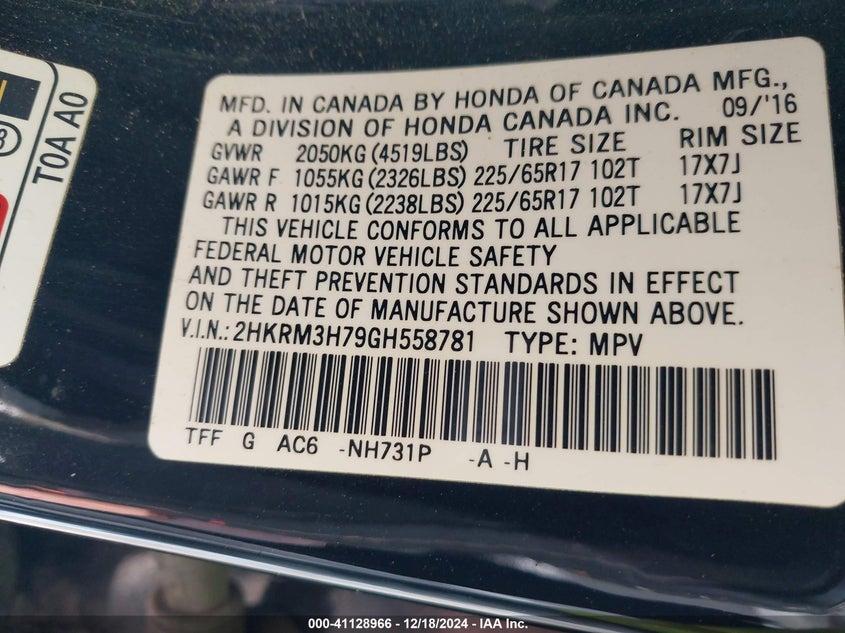 MFD. IN CANADA BY HONDA OF CANADA MFG.,
A DIVISION OF HONDA CANADA INC. 09/'16
GVWR 2050KG (4519LBS) TIRE SIZE RIM SIZE
GAWR F 1055KG (2326LBS) 225/65R17 102T 17X7J
GAWR R 1015KG (2238LBS) 225/65R17 102T 17X7J
THIS VEHICLE CONFORMS TO ALL APPLICABLE
FEDERAL MOTOR VEHICLE SAFETY
AND THEFT PREVENTION STANDARDS IN EFFECT
ON THE DATE OF MANUFACTURE SHOWN ABOVE.
V.I.N.: 2HKRM3H79GH558781 TYPE: MPV
TFF G AC6 -NH731P -A -H
T0A A0
000-41128966 - 12/18/2024 - IAA Inc.